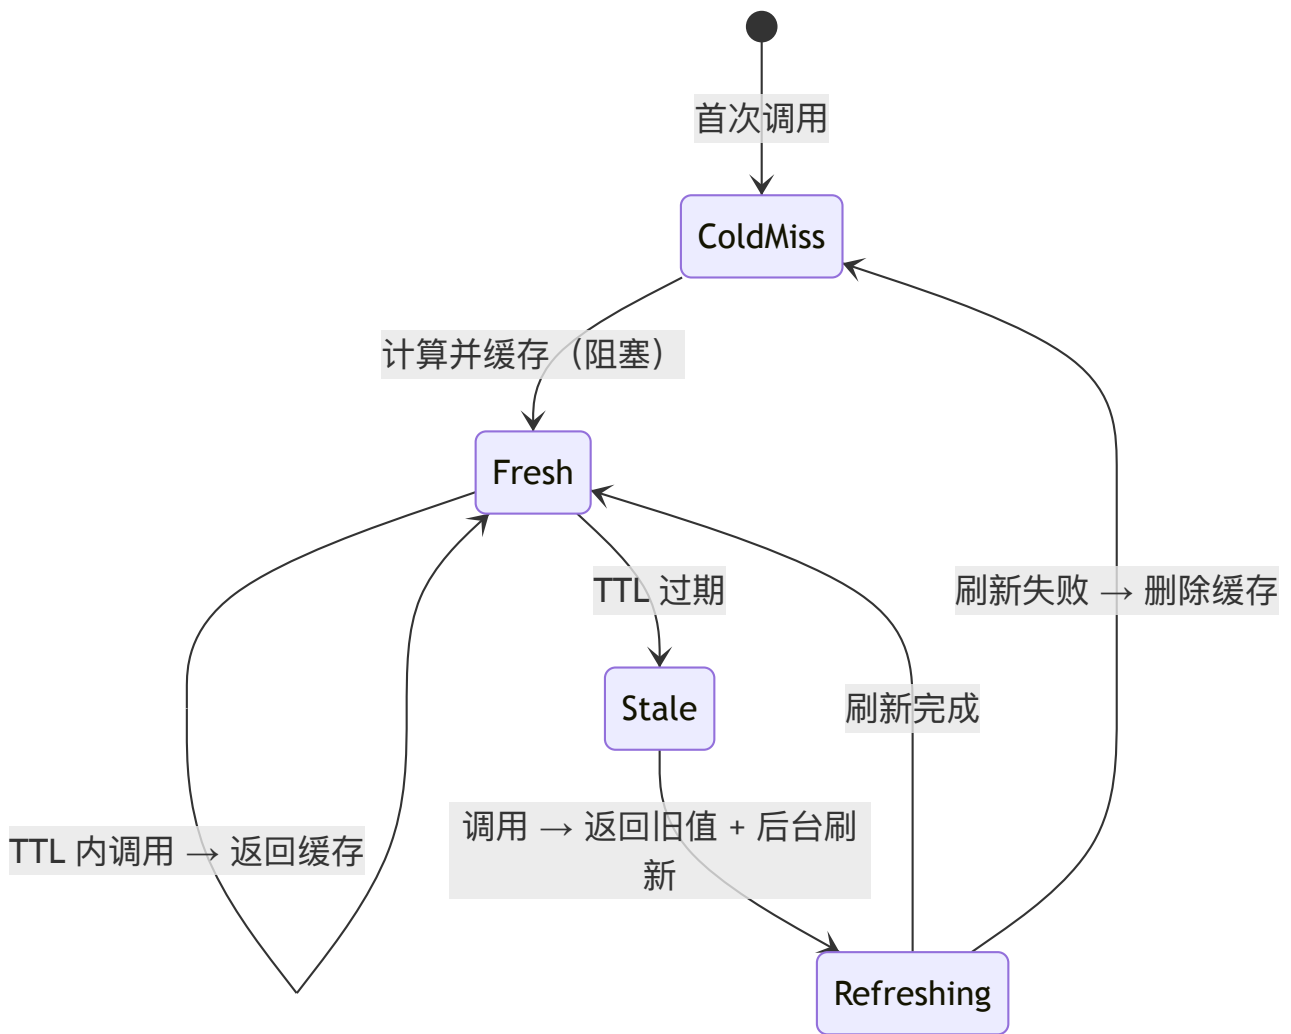 首次调用
ColdMiss
计算并缓存（阻塞）
Fresh
TTL 过期
刷新失败 → 删除缓存
Stale
刷新完成
TTL 内调用 → 返回缓存
调用 → 返回旧值 + 后台刷
新
Refreshing